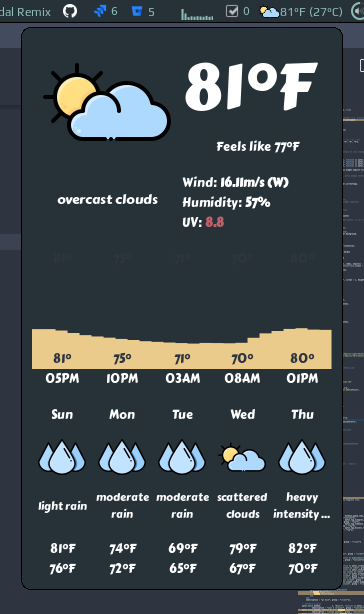 dal Remix 6 5 0 81°F (27°C)
81°F
Feels like 77°F
overcast clouds
Wind: 16.11m/s (W)
Humidity: 57%
UV: 8.8
81° 75° 71° 70° 80°
05PM 10PM 03AM 08AM 01PM
Sun Mon Tue Wed Thu
light rain moderate rain moderate rain scattered clouds heavy intensity ...
81°F 74°F 69°F 79°F 82°F
76°F 72°F 65°F 67°F 70°F